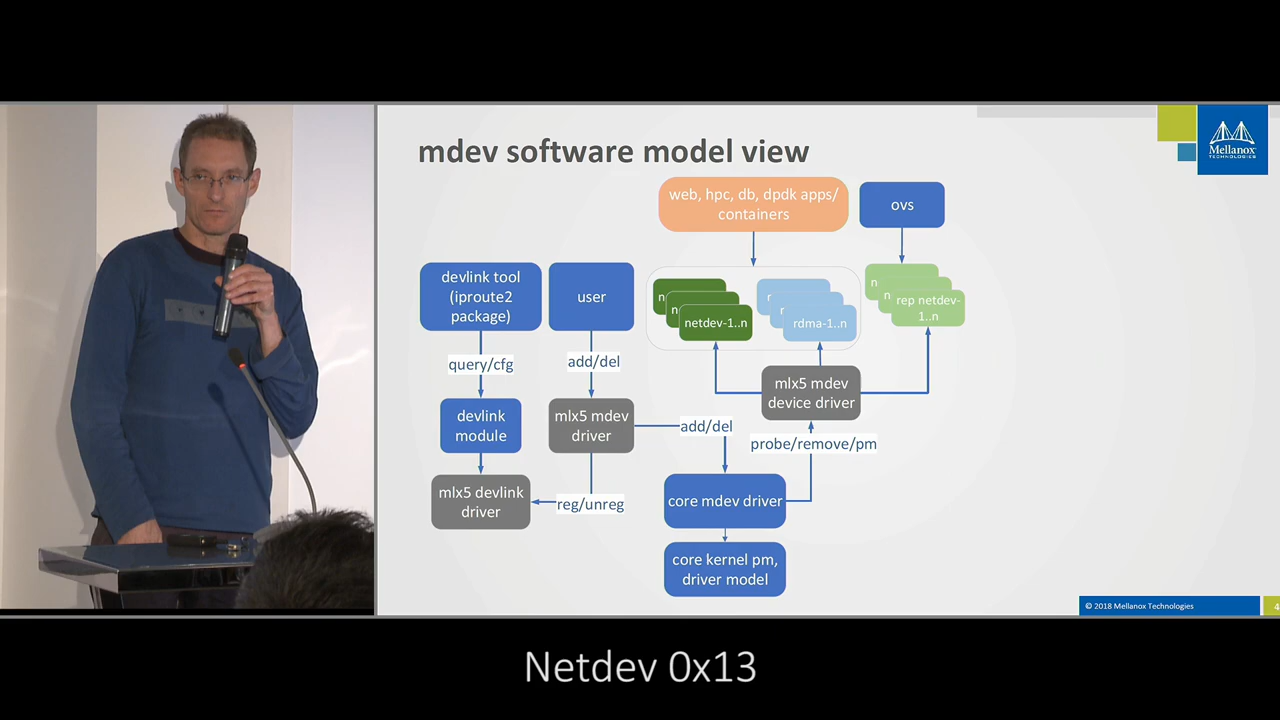 mdev software model view
Mellanox
TECHNOLOGIES
web, hpc, db, dpdk apps/
containers
ovs
devlink tool
(iproute2
package)
user
n
n
netdev-1..n
r
r
rdma-1..n
n
n
rep netdev-
1..n
query/cfg
add/del
mlx5 mdev
device driver
devlink
module
mlx5 mdev
driver
add/del
probe/remove/pm
mlx5 devlink
driver
reg/unreg
core mdev driver
core kernel pm,
driver model
© 2018 Mellanox Technologies
4
Netdev 0x13